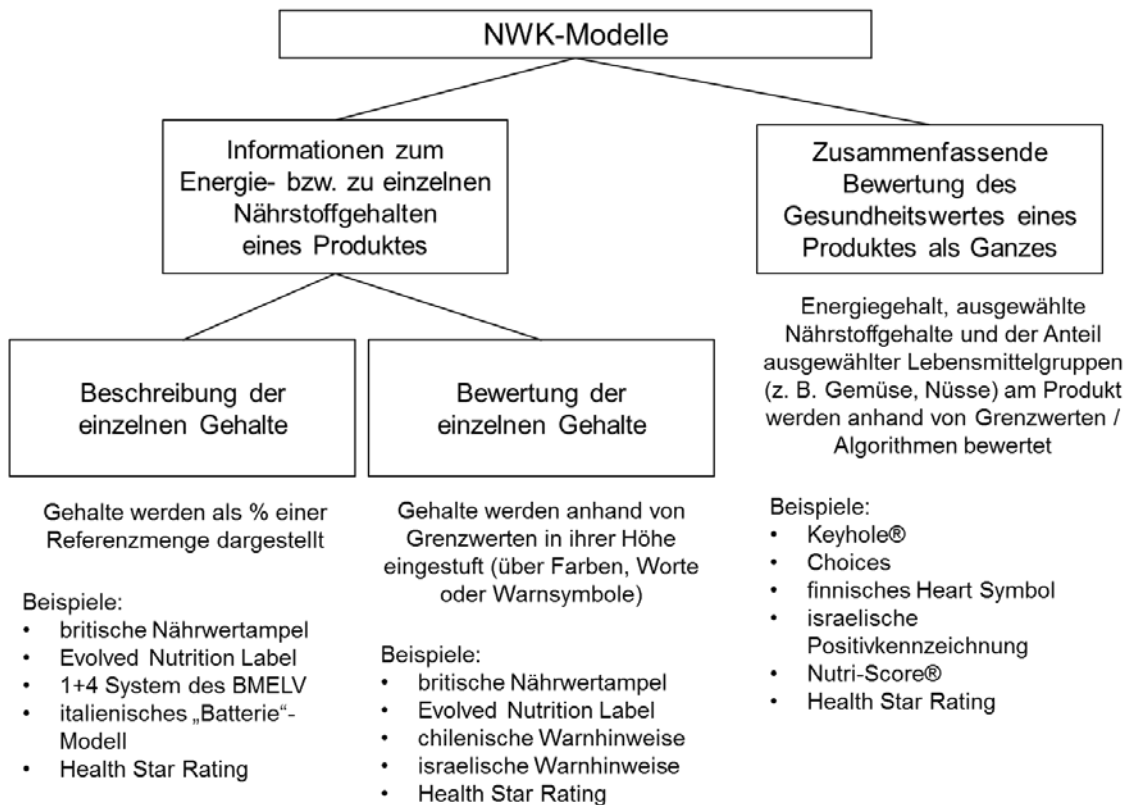 NWK-Modelle
Informationen zum
Energie- bzw. zu einzelnen
Nährstoffgehalten
eines Produktes
Zusammenfassende
Bewertung des
Gesundheitswertes eines
Produktes als Ganzes
Beschreibung der
einzelnen Gehalte
Bewertung der
einzelnen Gehalte
Energiegehalt, ausgewählte
Nährstoffgehalte und der Anteil
ausgewählter Lebensmittelgruppen
(z. B. Gemüse, Nüsse) am Produkt
werden anhand von Grenzwerten /
Algorithmen bewertet
Gehalte werden als % einer
Referenzmenge dargestellt
Beispiele:
• britische Nährwertampel
• Evolved Nutrition Label
• 1+4 System des BMELV
• italienisches „Batterie“-
Modell
• Health Star Rating
Gehalte werden anhand von
Grenzwerten in ihrer Höhe
eingestuft (über Farben, Worte
oder Warnsymbole)
Beispiele:
• britische Nährwertampel
• Evolved Nutrition Label
• chilenische Warnhinweise
• israelische Warnhinweise
• Health Star Rating
Beispiele:
• Keyhole®
• Choices
• finnisches Heart Symbol
• israelische
Positivkennzeichnung
• Nutri-Score®
• Health Star Rating